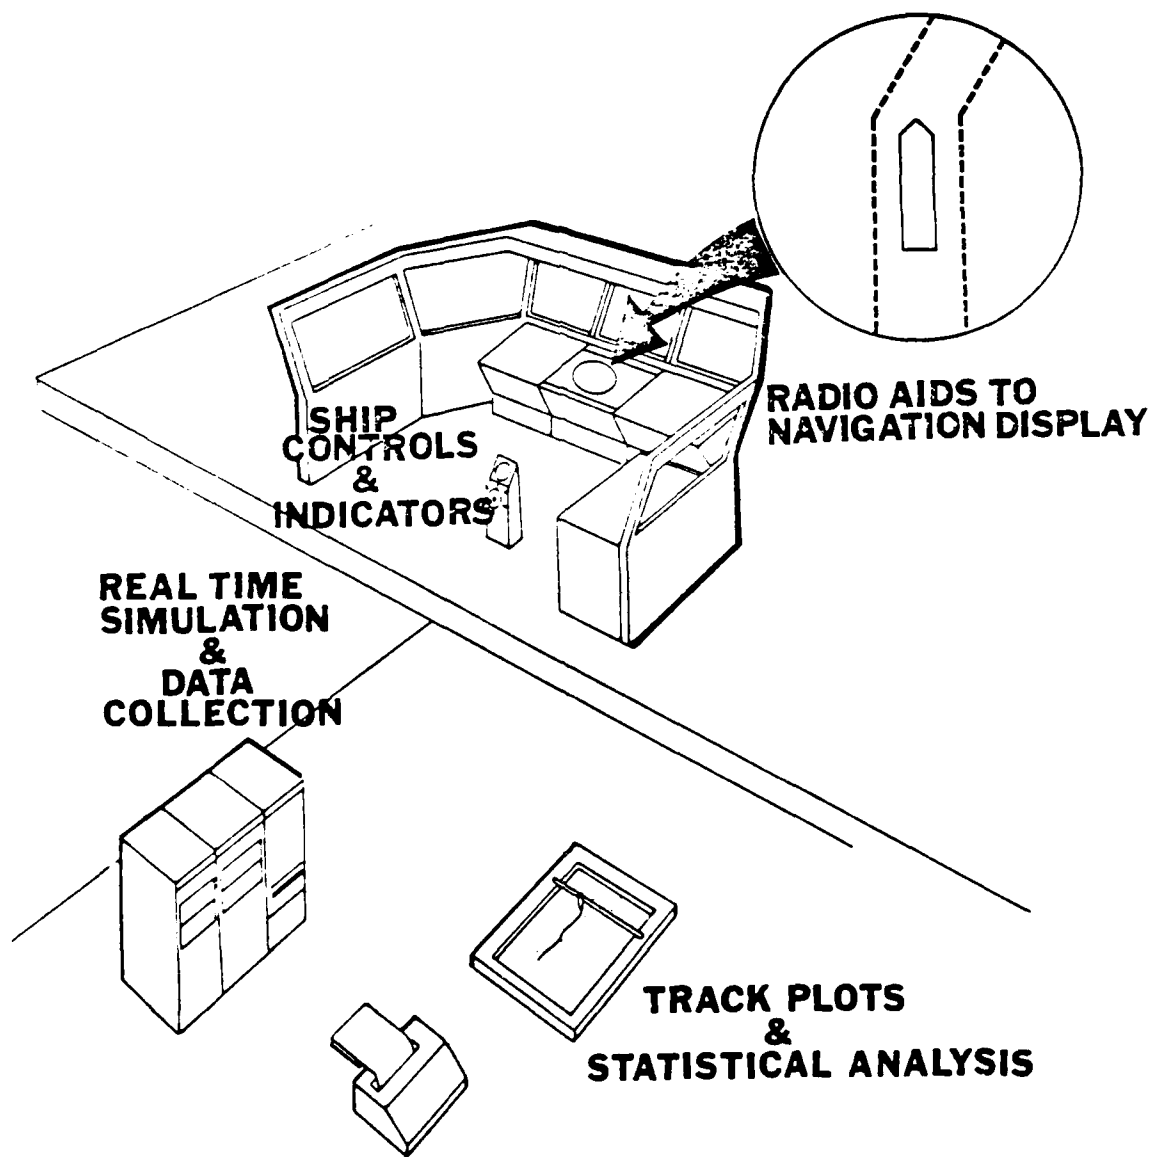 RADIO AIDS TO
NAVIGATION DISPLAY
SHIP
CONTROLS
&
INDICATORS
REAL TIME
SIMULATION
&
DATA
COLLECTION
TRACK PLOTS
&
STATISTICAL ANALYSIS